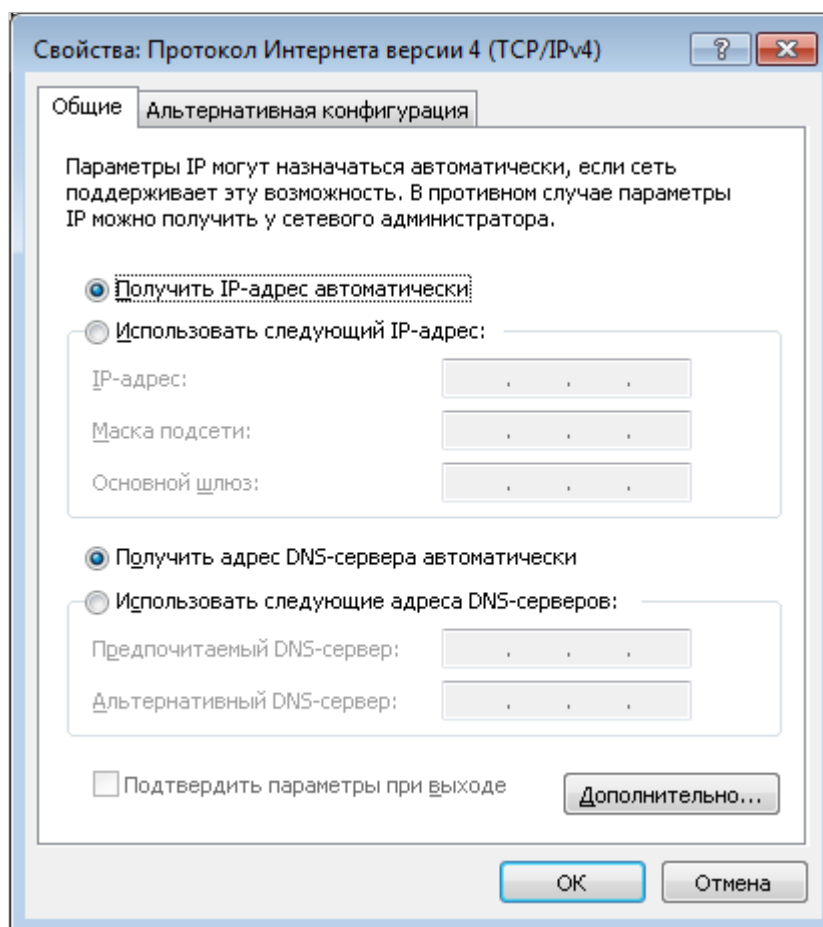 Свойства: Протокол Интернета версии 4 (TCP/IPv4)
Общие
Альтернативная конфигурация
Параметры IP могут назначаться автоматически, если сеть
поддерживает эту возможность. В противном случае параметры
IP можно получить у сетевого администратора.
Получить IP-адрес автоматически
Использовать следующий IP-адрес:
IP-адрес:
Маска подсети:
Основной шлюз:
Получить адрес DNS-сервера автоматически
Использовать следующие адреса DNS-серверов:
Предпочитаемый DNS-сервер:
Альтернативный DNS-сервер:
Подтвердить параметры при выходе
Дополнительно...
ОК
Отмена